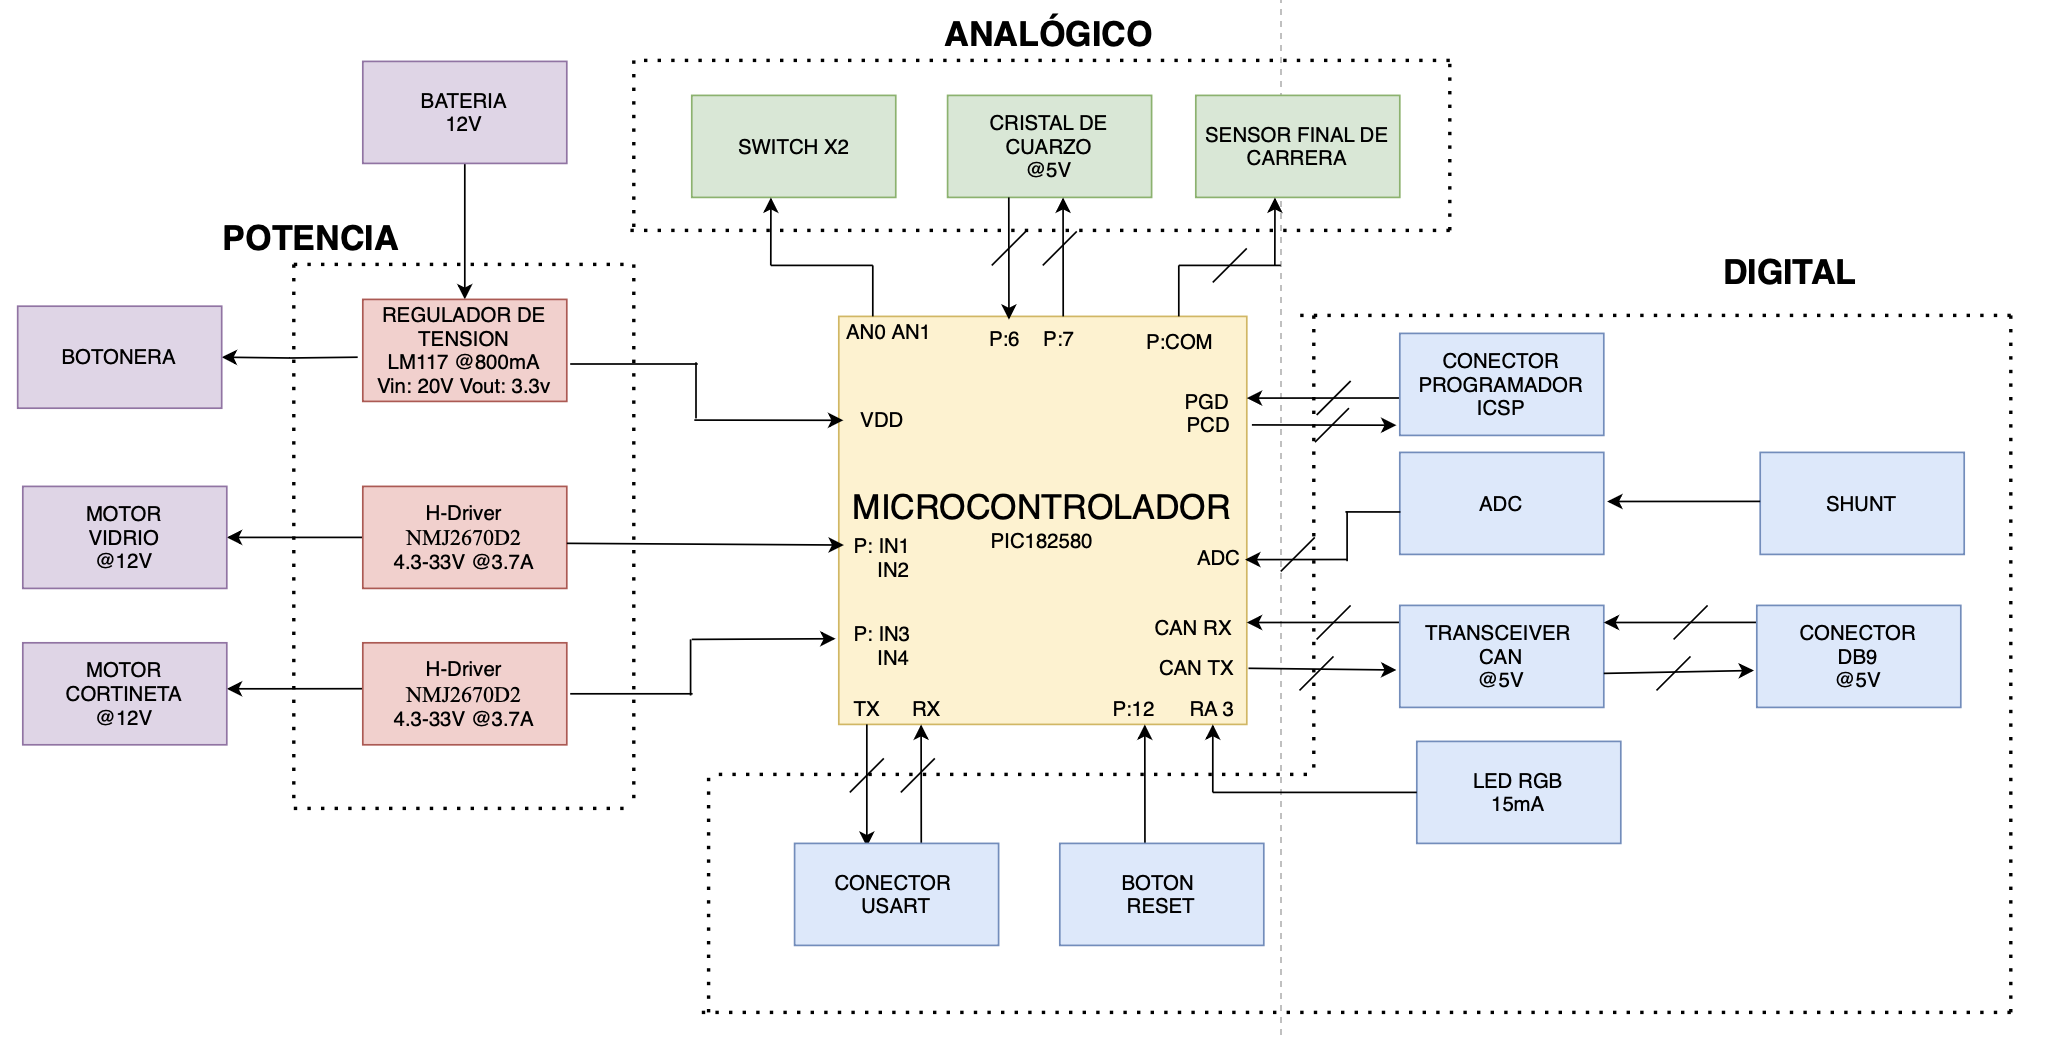 ANALÓGICO
BATERIA
12V
SWITCH X2
CRISTAL DE
CUARZO
@5V
SENSOR FINAL DE
CARRERA
POTENCIA
DIGITAL
BOTONERA
REGULADOR DE
TENSION
LM117 @800mA
Vin: 20V Vout: 3.3v
MOTOR
VIDRIO
@12V
H-Driver
NMJ2670D2
4.3-33V @3.7A
MOTOR
CORTINETA
@12V
H-Driver
NMJ2670D2
4.3-33V @3.7A
AN0 AN1
P:6
P:7
P:COM
VDD
PGD
PCD
MICROCONTROLADOR
PIC182580
P: IN1
IN2
ADC
P: IN3
IN4
CAN RX
CAN TX
TX
RX
P:12
RA 3
CONECTOR
PROGRAMADOR
ICSP
ADC
SHUNT
TRANSCEIVER
CAN
@5V
CONECTOR
DB9
@5V
LED RGB
15mA
CONECTOR
USART
BOTON
RESET